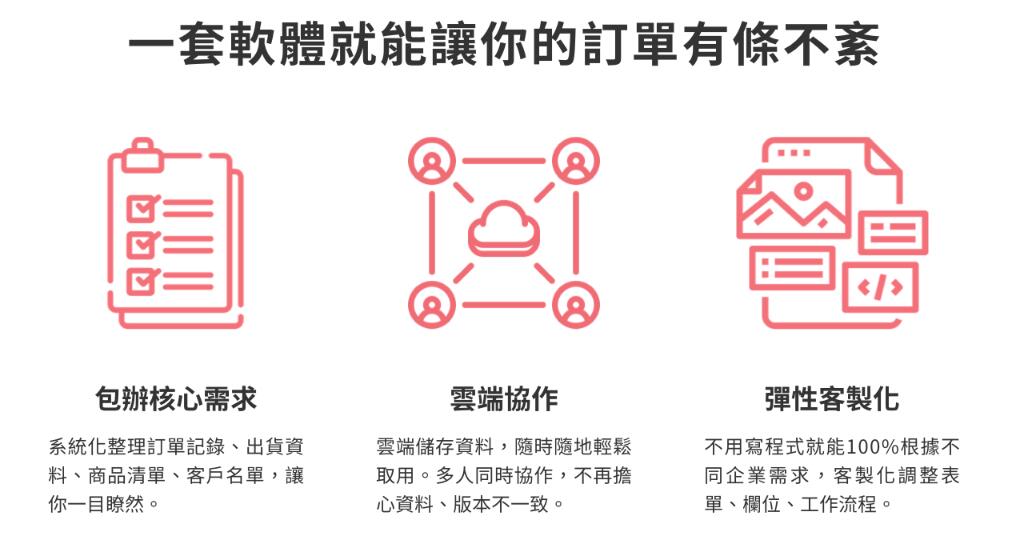 一套軟體就能讓你的訂單有條不紊
包辦核心需求
系統化整理訂單記錄、出貨資
料、商品清單、客戶名單，讓
你一目瞭然。
雲端協作
雲端儲存資料，隨時隨地輕鬆
取用。多人同時協作，不再擔
心資料、版本不一致。
彈性客製化
不用寫程式就能100%根據不
同企業需求，客製化調整表
單、欄位、工作流程。